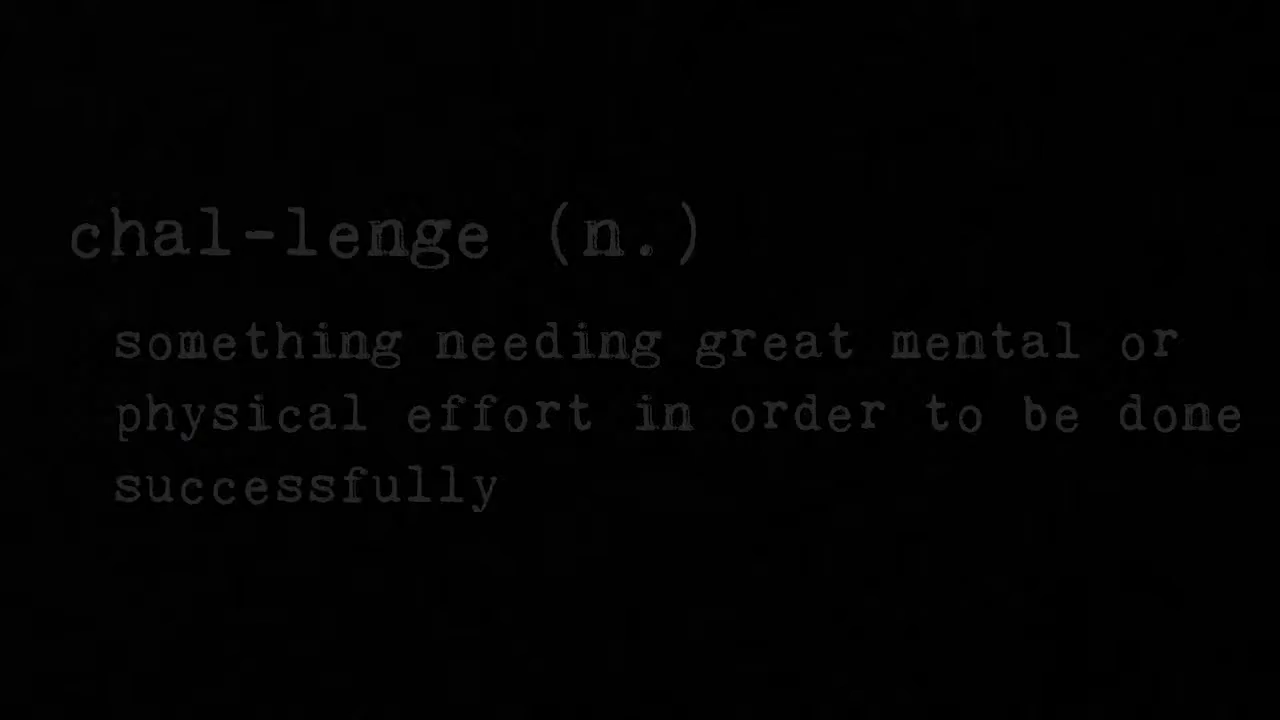 chal-lenge (n.)
something needing great mental or
physical effort in order to be done
successfully